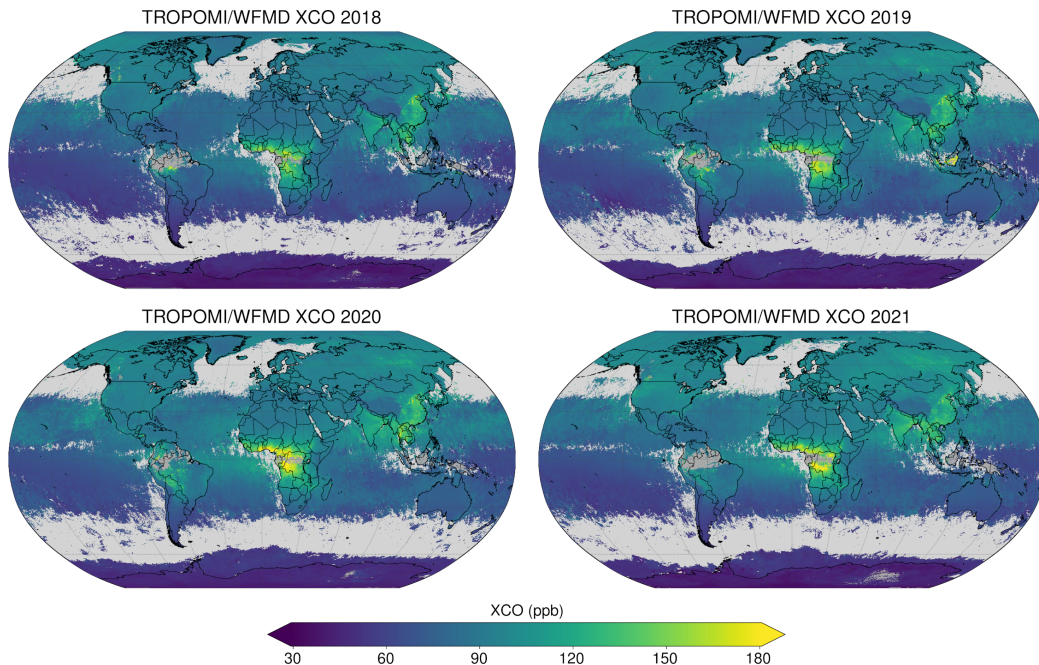 TROPOMI/WFMD XCO 2018
TROPOMI/WFMD XCO 2019
TROPOMI/WFMD XCO 2020
TROPOMI/WFMD XCO 2021
XCO (ppb)
30 60 90 120 150 180